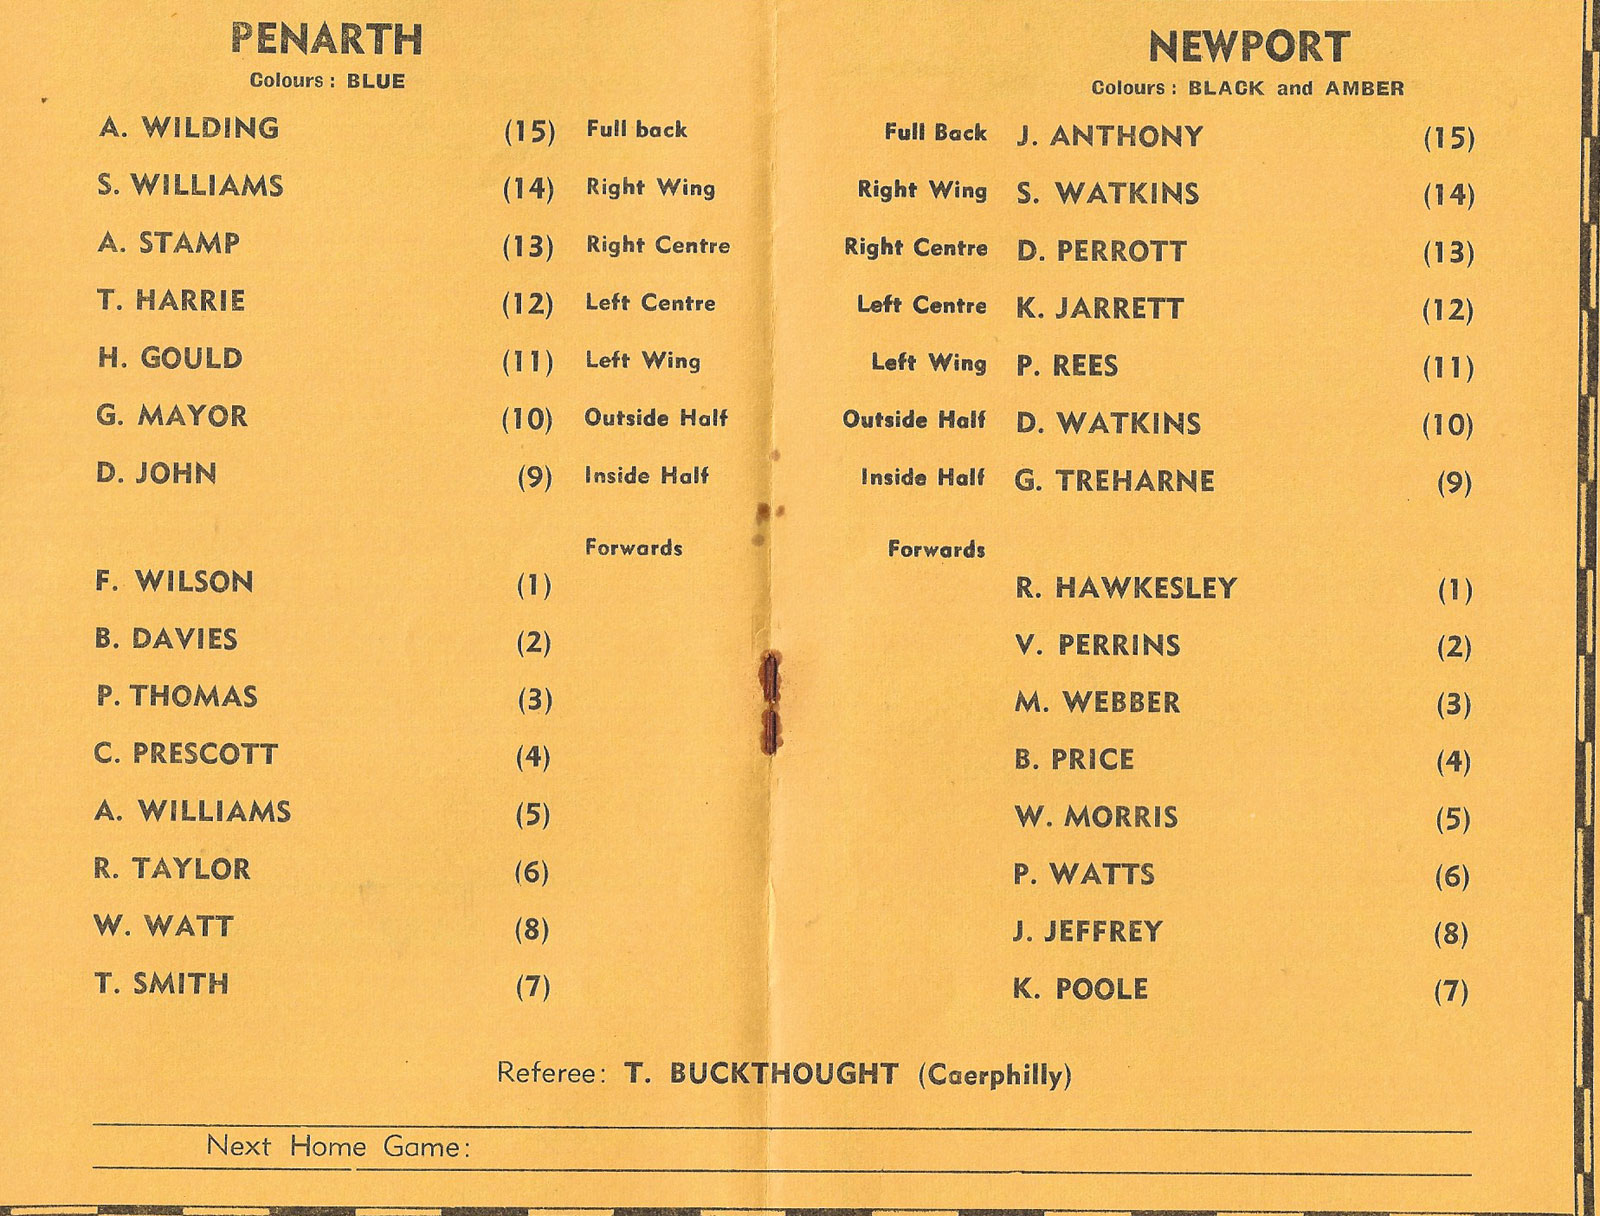 PENARTH
Colours : BLUE
A. WILDING (15) Full back
S. WILLIAMS (14) Right Wing
A. STAMP (13) Right Centre
T. HARRIE (12) Left Centre
H. GOULD (11) Left Wing
G. MAYOR (10) Outside Half
D. JOHN (9) Inside Half
Forwards
F. WILSON (1)
B. DAVIES (2)
P. THOMAS (3)
C. PRESCOTT (4)
A. WILLIAMS (5)
R. TAYLOR (6)
W. WATT (8)
T. SMITH (7)
NEWPORT
Colours : BLACK and AMBER
Full Back J. ANTHONY (15)
Right Wing S. WATKINS (14)
Right Centre D. PERROTT (13)
Left Centre K. JARRETT (12)
Left Wing P. REES (11)
Outside Half D. WATKINS (10)
Inside Half G. TREHARNE (9)
Forwards
R. HAWKESLEY (1)
V. PERRINS (2)
M. WEBBER (3)
B. PRICE (4)
W. MORRIS (5)
P. WATTS (6)
J. JEFFREY (8)
K. POOLE (7)
Referee: T. BUCKTHOUGHT (Caerphilly)
Next Home Game: